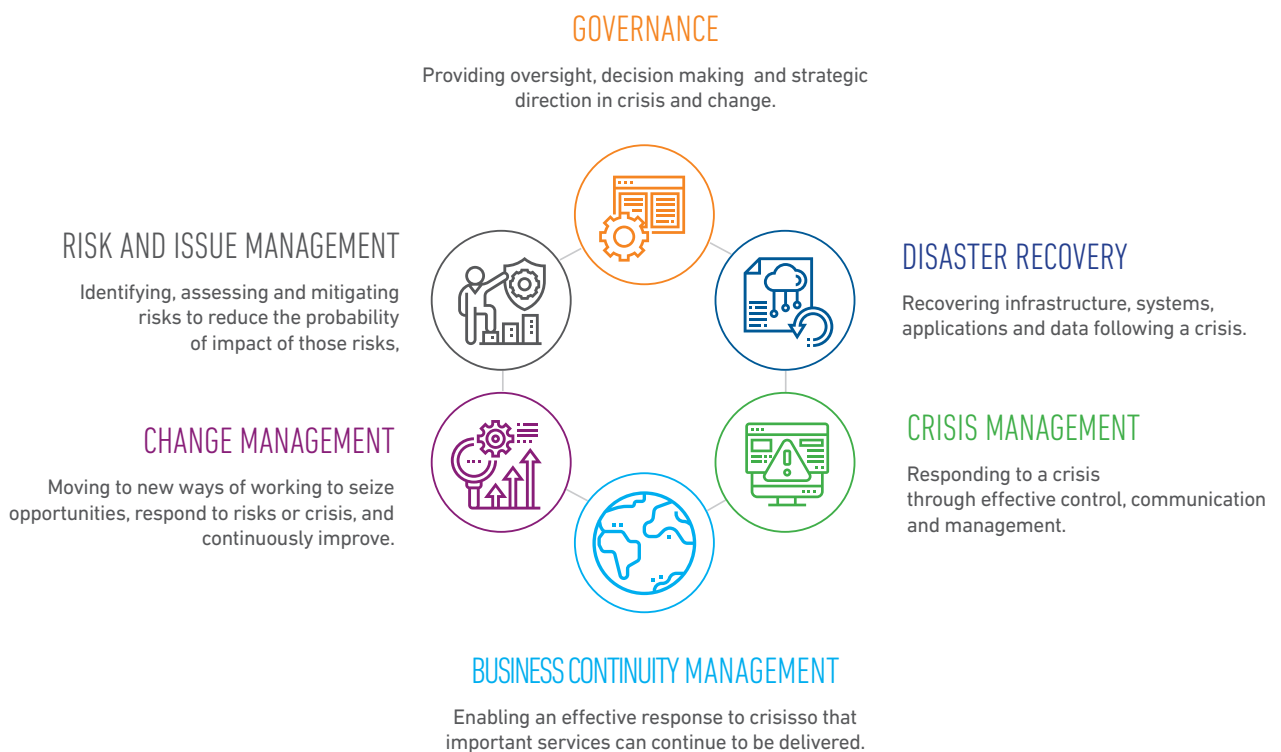 GOVERNANCE
Providing oversight, decision making and strategic
direction in crisis and change.
RISK AND ISSUE MANAGEMENT
Identifying, assessing and mitigating
risks to reduce the probability
of impact of those risks,
DISASTER RECOVERY
Recovering infrastructure, systems,
applications and data following a crisis.
CHANGE MANAGEMENT
Moving to new ways of working to seize
opportunities, respond to risks or crisis, and
continuously improve.
CRISIS MANAGEMENT
Responding to a crisis
through effective control, communication
and management.
BUSINESS CONTINUITY MANAGEMENT
Enabling an effective response to crisisso that
important services can continue to be delivered.